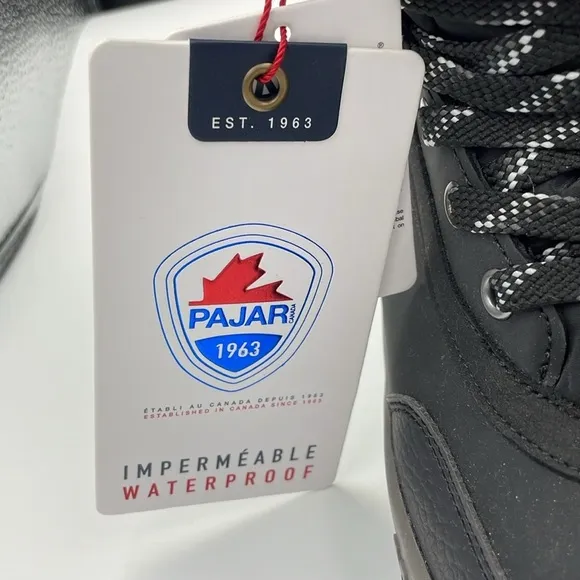 EST. 1963
PAJAR
CANADA
1963
ÉTABLI AU CANADA DEPUIS 1963
ESTABLISHED IN CANADA SINCE 1963
IMPERMÉABLE
WATERPROOF